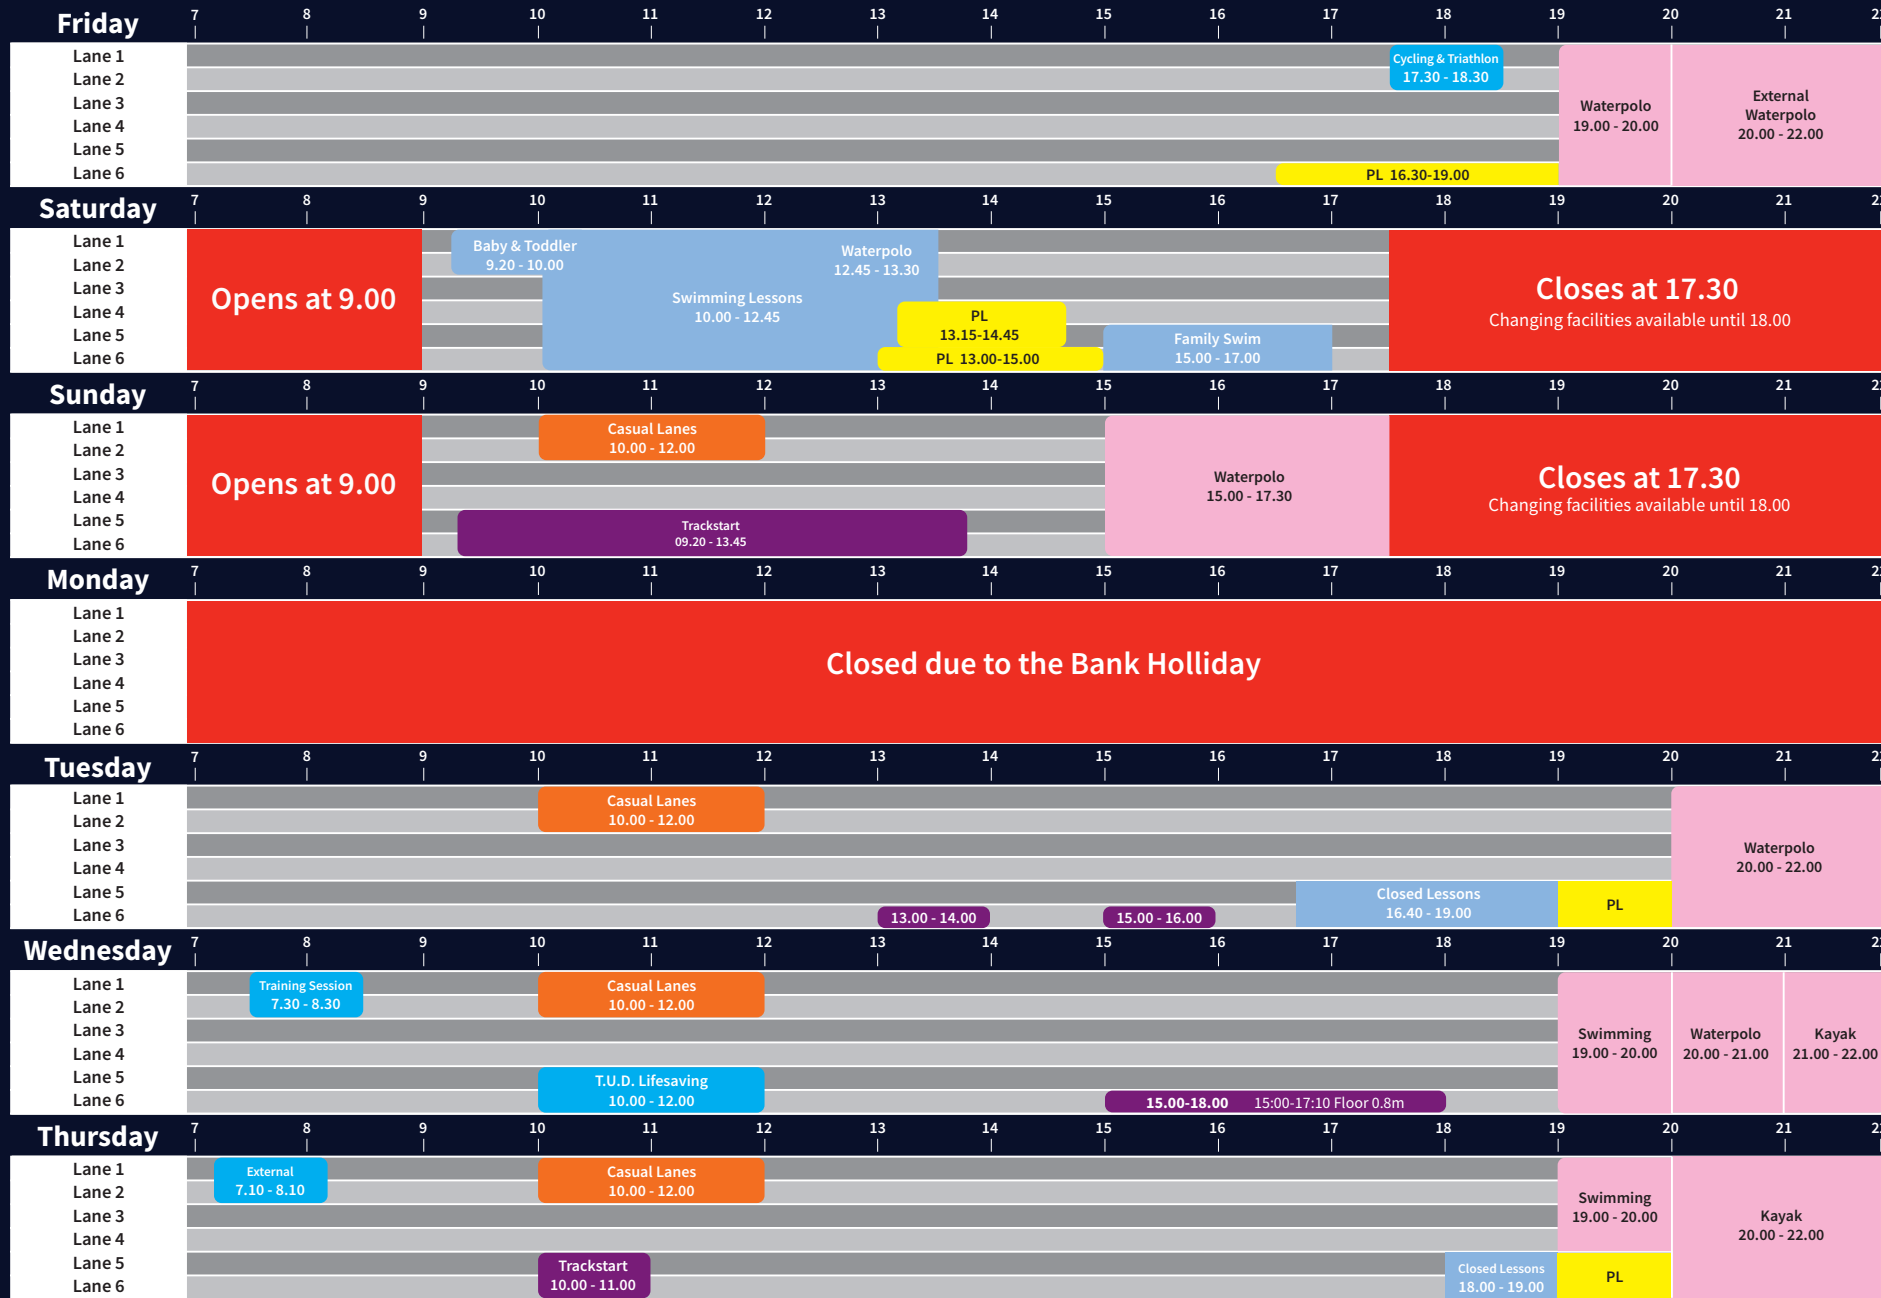 Friday 7 8 9 10 11 12 13 14 15 16 17 18 19 20 21
Lane 1
Lane 2
Lane 3
Lane 4
Lane 5
Lane 6
Cycling & Triathlon
17.30 - 18.30
PL 16.30-19.00
Waterpolo
19.00 - 20.00
External
Waterpolo
20.00 - 22.00
Saturday 7 8 9 10 11 12 13 14 15 16 17 18 19 20 21
Lane 1
Lane 2
Lane 3
Lane 4
Lane 5
Lane 6
Opens at 9.00
Baby & Toddler
9.20 - 10.00
Swimming Lessons
10.00 - 12.45
Waterpolo
12.45 - 13.30
PL
13.15-14.45
PL 13.00-15.00
Family Swim
15.00 - 17.00
Closes at 17.30
Changing facilities available until 18.00
Sunday 7 8 9 10 11 12 13 14 15 16 17 18 19 20 21
Lane 1
Lane 2
Lane 3
Lane 4
Lane 5
Lane 6
Opens at 9.00
Casual Lanes
10.00 - 12.00
Trackstart
09.20 - 13.45
Waterpolo
15.00 - 17.30
Closes at 17.30
Changing facilities available until 18.00
Monday 7 8 9 10 11 12 13 14 15 16 17 18 19 20 21
Lane 1
Lane 2
Lane 3
Lane 4
Lane 5
Lane 6
Closed due to the Bank Holliday
Tuesday 7 8 9 10 11 12 13 14 15 16 17 18 19 20 21
Lane 1
Lane 2
Lane 3
Lane 4
Lane 5
Lane 6
Casual Lanes
10.00 - 12.00
13.00 - 14.00
15.00 - 16.00
Closed Lessons
16.40 - 19.00
PL
Waterpolo
20.00 - 22.00
Wednesday 7 8 9 10 11 12 13 14 15 16 17 18 19 20 21
Lane 1
Lane 2
Lane 3
Lane 4
Lane 5
Lane 6
Training Session
7.30 - 8.30
Casual Lanes
10.00 - 12.00
T.U.D. Lifesaving
10.00 - 12.00
15.00-18.00 15:00-17:10 Floor 0.8m
Swimming
19.00 - 20.00
Waterpolo
20.00 - 21.00
Kayak
21.00 - 22.00
Thursday 7 8 9 10 11 12 13 14 15 16 17 18 19 20 21
Lane 1
Lane 2
Lane 3
Lane 4
Lane 5
Lane 6
External
7.10 - 8.10
Casual Lanes
10.00 - 12.00
Trackstart
10.00 - 11.00
Closed Lessons
18.00 - 19.00
Swimming
19.00 - 20.00
PL
Kayak
20.00 - 22.00